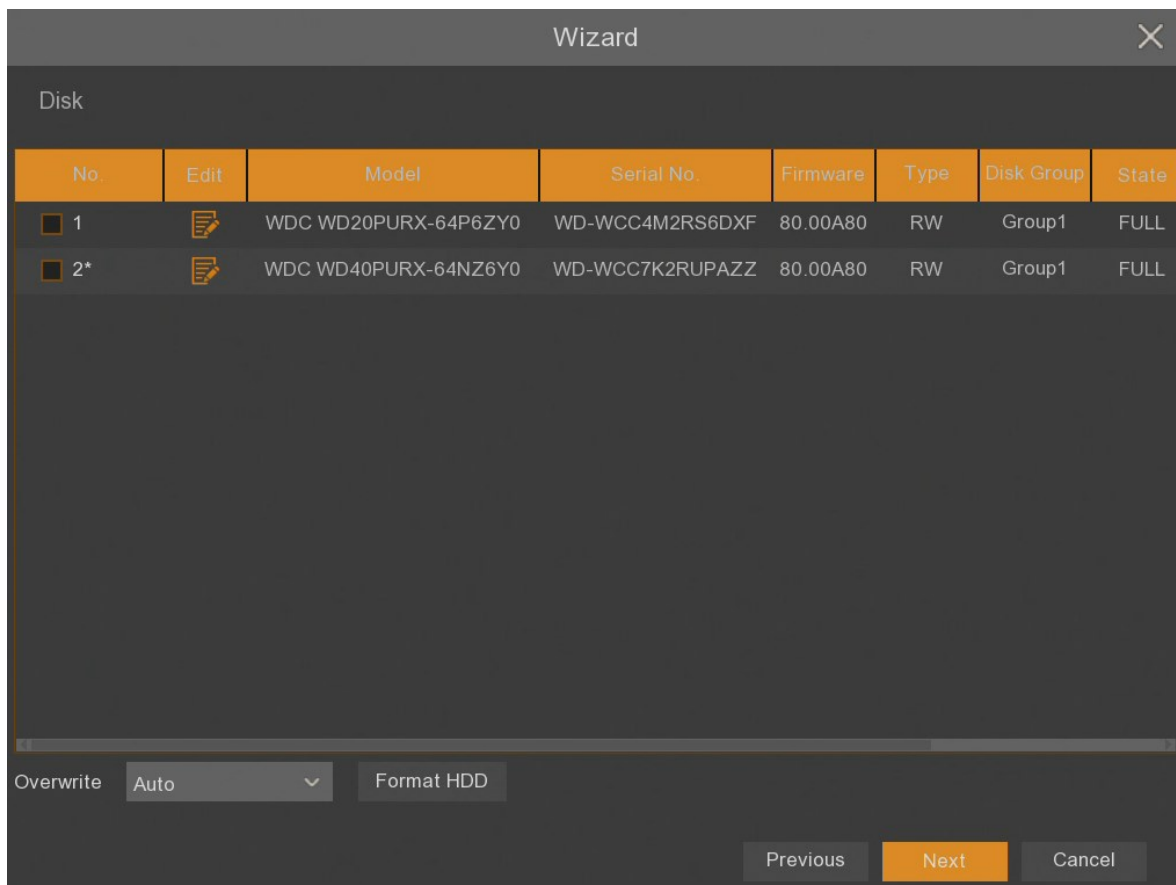 Wizard
Disk
No. Edit Model Serial No. Firmware Type Disk Group State
1 WDC WD20PURX-64P6ZY0 WD-WCC4M2RS6DXF 80.00A80 RW Group1 FULL
2* WDC WD40PURX-64NZ6Y0 WD-WCC7K2RUPAZZ 80.00A80 RW Group1 FULL
Overwrite Auto Format HDD
Previous Next Cancel